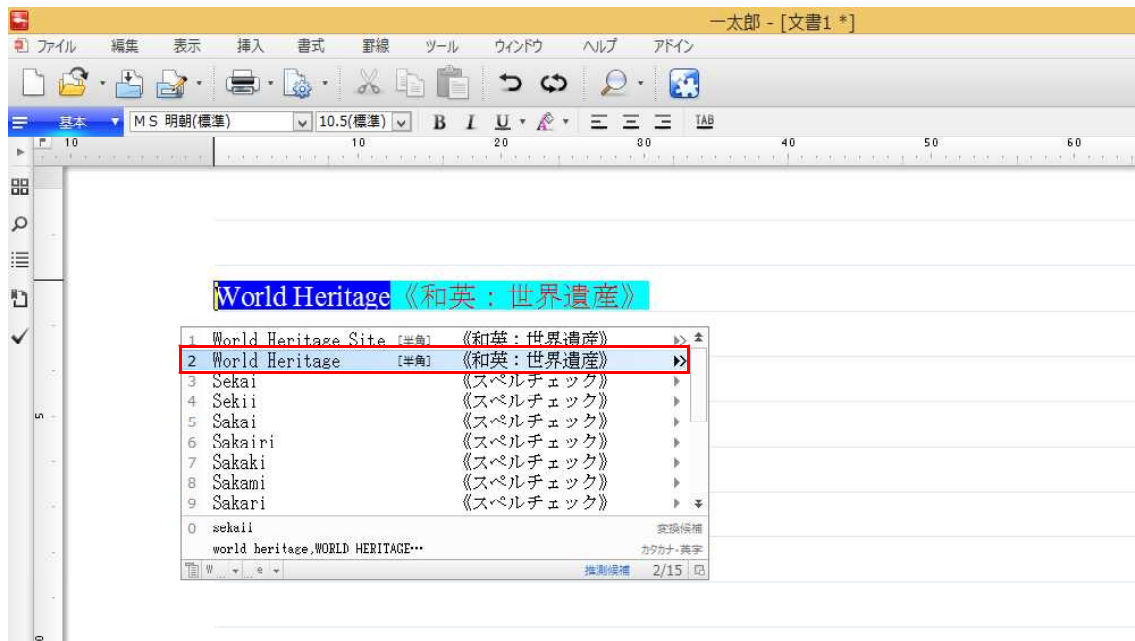 一太郎 - [文書1 *]
ファイル 編集 表示 挿入 書式 罫線 ツール ウィンドウ ヘルプ アドイン
基本 ＭＳ 明朝(標準) 10.5(標準) B I U TAB
10 10 20 30 40 50 60
World Heritage《和英：世界遺産》
1 World Heritage Site [半角] 《和英：世界遺産》
2 World Heritage [半角] 《和英：世界遺産》
3 Sekai 《スペルチェック》
4 Sekii 《スペルチェック》
5 Sakai 《スペルチェック》
5
6 Sakairi 《スペルチェック》
7 Sakaki 《スペルチェック》
8 Sakami 《スペルチェック》
9 Sakari 《スペルチェック》
0 sekaii 変換候補
world heritage,WORLD HERITAGE… カタカナ・英字
W e 推測候補 2/15